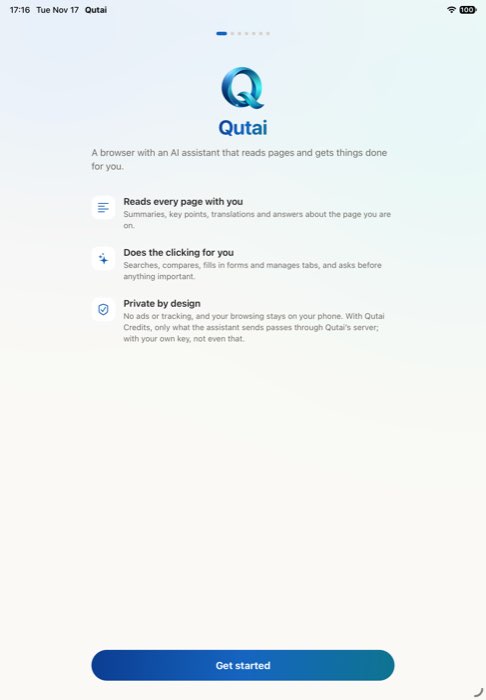 17:16 Tue Nov 17 Qutai
100
Qutai
A browser with an AI assistant that reads pages and gets things done
for you.
Reads every page with you
Summaries, key points, translations and answers about the page you are
on.
Does the clicking for you
Searches, compares, fills in forms and manages tabs, and asks before
anything important.
Private by design
No ads or tracking, and your browsing stays on your phone. With Qutai
Credits, only what the assistant sends passes through Qutai's server;
with your own key, not even that.
Get started